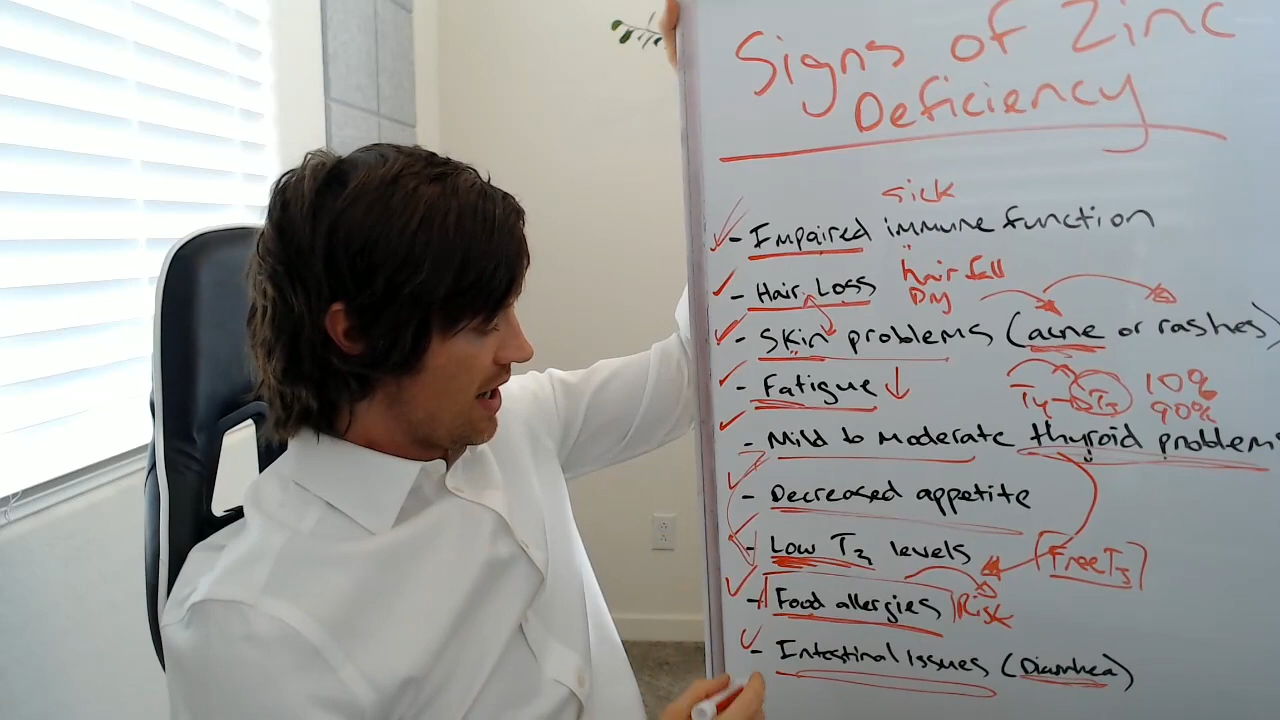 Signs of Zinc
Deficiency
sick
- Impaired immune function
hair fall
- Hair Loss Dry
- Skin problems (acne or rashes)
- Fatigue ↓ T4 T3 10%
90%
- Mild to moderate thyroid problems
- Decreased appetite
- Low T3 levels (Free T3)
- Food allergies Risk
- Intestinal Issues (Diarrhea)